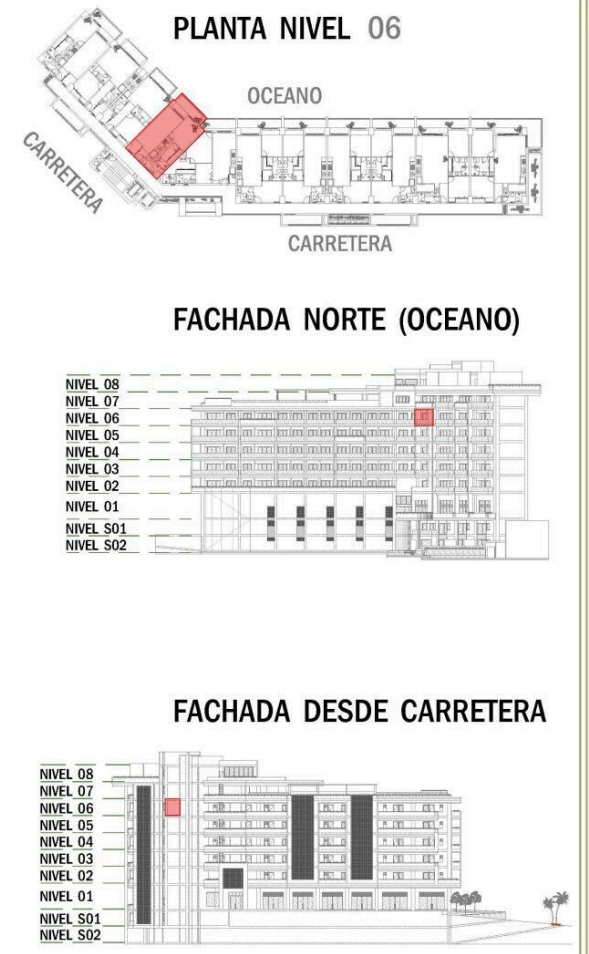 PLANTA NIVEL 06
OCEANO
CARRETERA
CARRETERA
FACHADA NORTE (OCEANO)
NIVEL 08
NIVEL 07
NIVEL 06
NIVEL 05
NIVEL 04
NIVEL 03
NIVEL 02
NIVEL 01
NIVEL S01
NIVEL S02
FACHADA DESDE CARRETERA
NIVEL 08
NIVEL 07
NIVEL 06
NIVEL 05
NIVEL 04
NIVEL 03
NIVEL 02
NIVEL 01
NIVEL S01
NIVEL S02